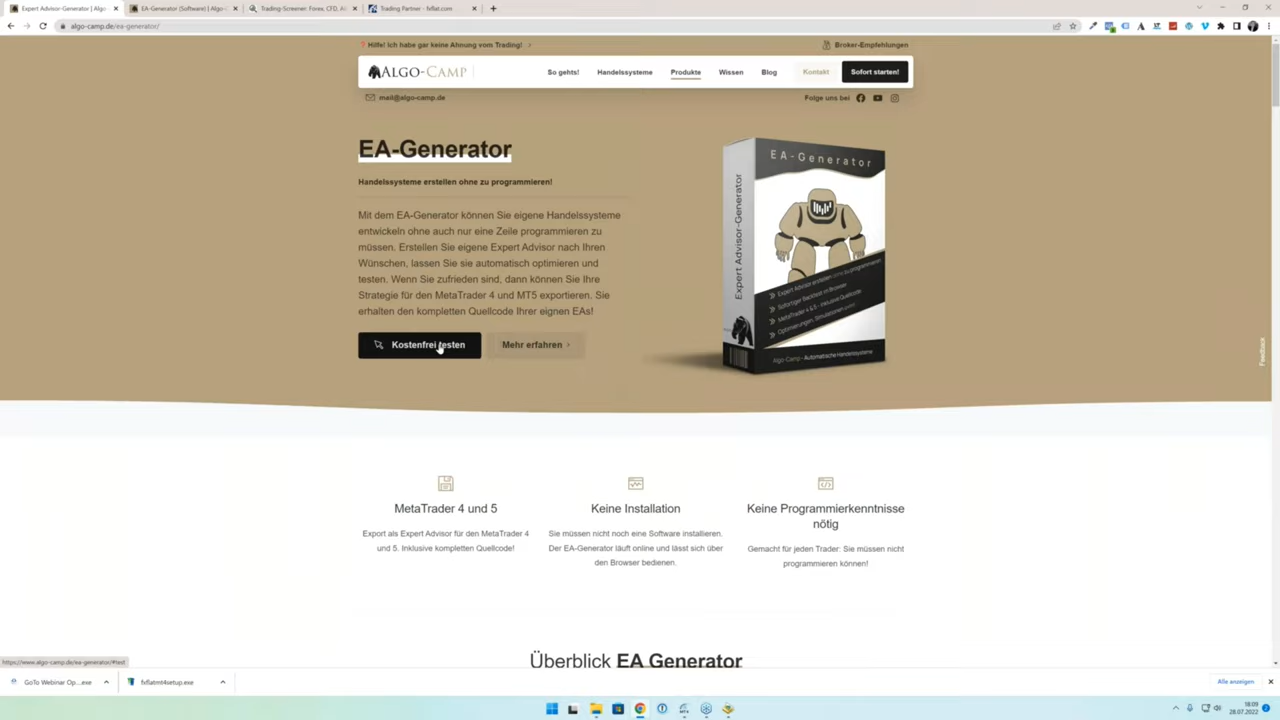 Expert Advisor-Generator | Algo-
EA-Generator (Software) | Algo-C
Trading-Screener: Forex, CFD, Al
Trading Partner - fxflat.com
algo-camp.de/ea-generator/
Hilfe! Ich habe gar keine Ahnung vom Trading!
Broker-Empfehlungen
ALGO-CAMP
So gehts!
Handelssysteme
Produkte
Wissen
Blog
Kontakt
Sofort starten!
mail@algo-camp.de
Folge uns bei
EA-Generator
Handelssysteme erstellen ohne zu programmieren!
Mit dem EA-Generator können Sie eigene Handelssysteme
entwickeln ohne auch nur eine Zeile programmieren zu
müssen. Erstellen Sie eigene Expert Advisor nach Ihren
Wünschen, lassen Sie sie automatisch optimieren und
testen. Wenn Sie zufrieden sind, dann können Sie Ihre
Strategie für den MetaTrader 4 und MT5 exportieren. Sie
erhalten den kompletten Quellcode Ihrer eignen EAs!
Kostenfrei testen
Mehr erfahren
EA-Generator
Expert Advisor-Generator
Expert Advisor erstellen ohne zu programmieren
Sofortiger Backtest im Browser
MetaTrader 4 & 5 - inklusive Quellcode
Optimierungen, Simulationen
Algo-Camp - Automatische Handelssysteme
Feedback
MetaTrader 4 und 5
Export als Expert Advisor für den MetaTrader 4
und 5. Inklusive kompletten Quellcode!
Keine Installation
Sie müssen nicht noch eine Software installieren.
Der EA-Generator läuft online und lässt sich über
den Browser bedienen.
Keine Programmierkenntnisse
nötig
Gemacht für jeden Trader: Sie müssen nicht
programmieren können!
Überblick EA Generator
https://www.algo-camp.de/ea-generator/#test
GoTo Webinar Op....exe
fxflatmt4setup.exe
Alle anzeigen
18:09
28.07.2022